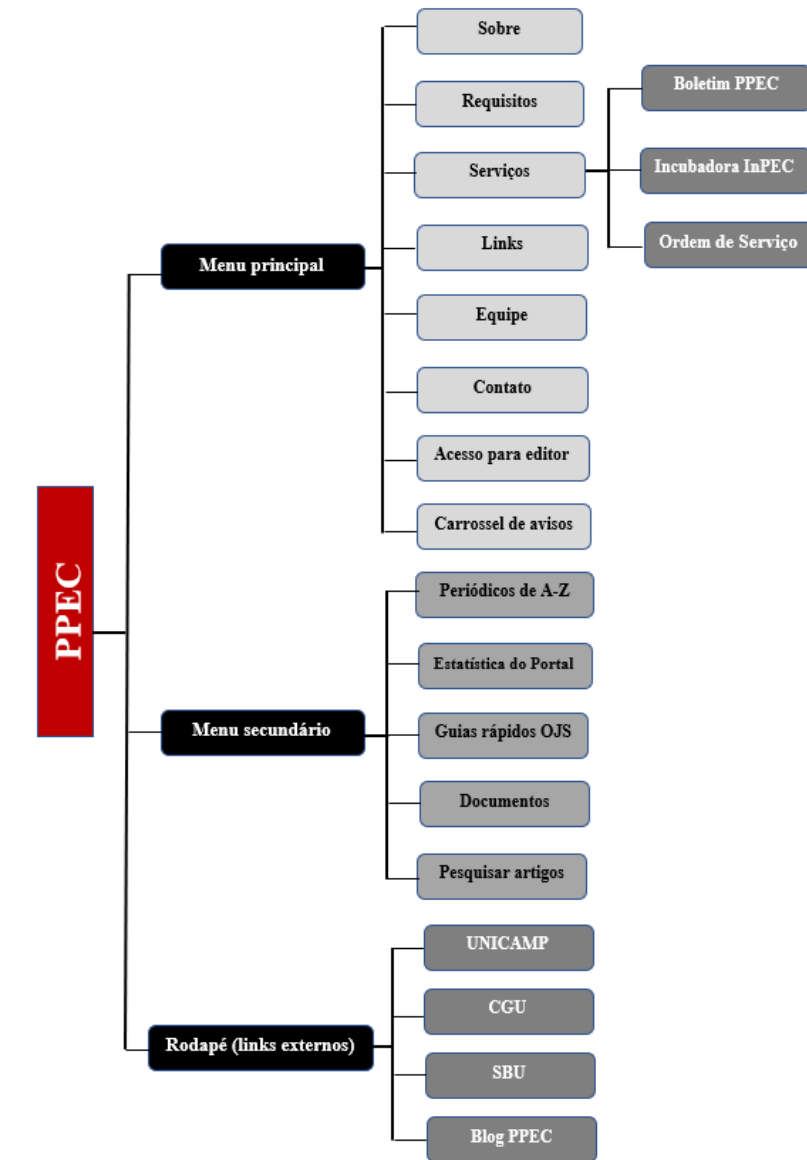 PPEC
Menu principal
Sobre
Requisitos
Serviços
Boletim PPEC
Incubadora InPEC
Ordem de Serviço
Links
Equipe
Contato
Acesso para editor
Carrossel de avisos
Menu secundário
Periódicos de A-Z
Estatística do Portal
Guias rápidos OJS
Documentos
Pesquisar artigos
Rodapé (links externos)
UNICAMP
CGU
SBU
Blog PPEC